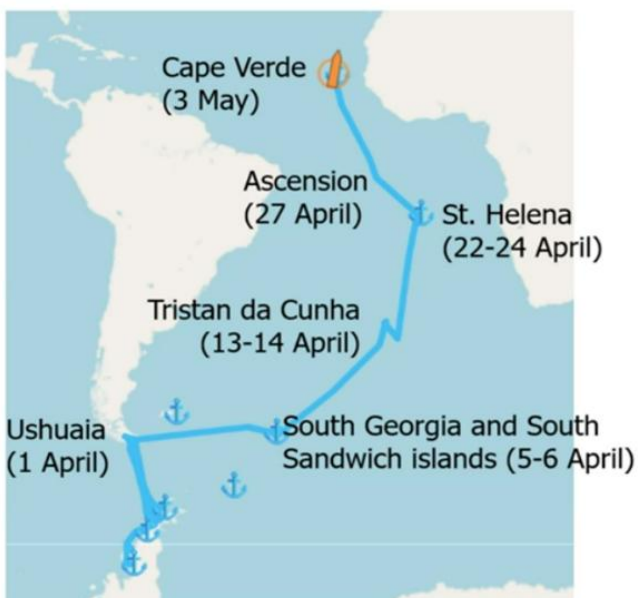 Cape Verde
(3 May)
Ascension
(27 April)
St. Helena
(22-24 April)
Tristan da Cunha
(13-14 April)
Ushuaia
(1 April)
South Georgia and South
Sandwich islands (5-6 April)